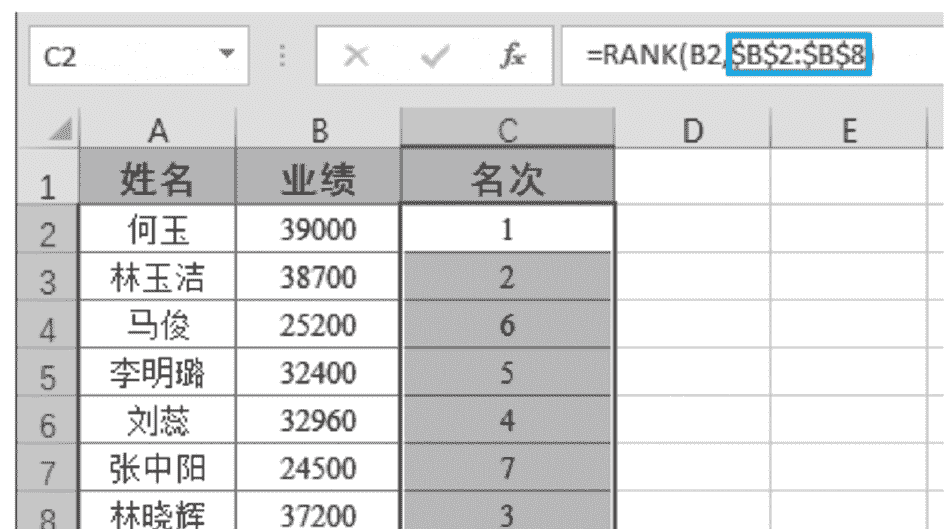 C2 fx =RANK(B2,$B$2:$B$8)
A B C D E
1 姓名 业绩 名次
2 何玉 39000 1
3 林玉洁 38700 2
4 马俊 25200 6
5 李明璐 32400 5
6 刘蕊 32960 4
7 张中阳 24500 7
8 林晓辉 37200 3